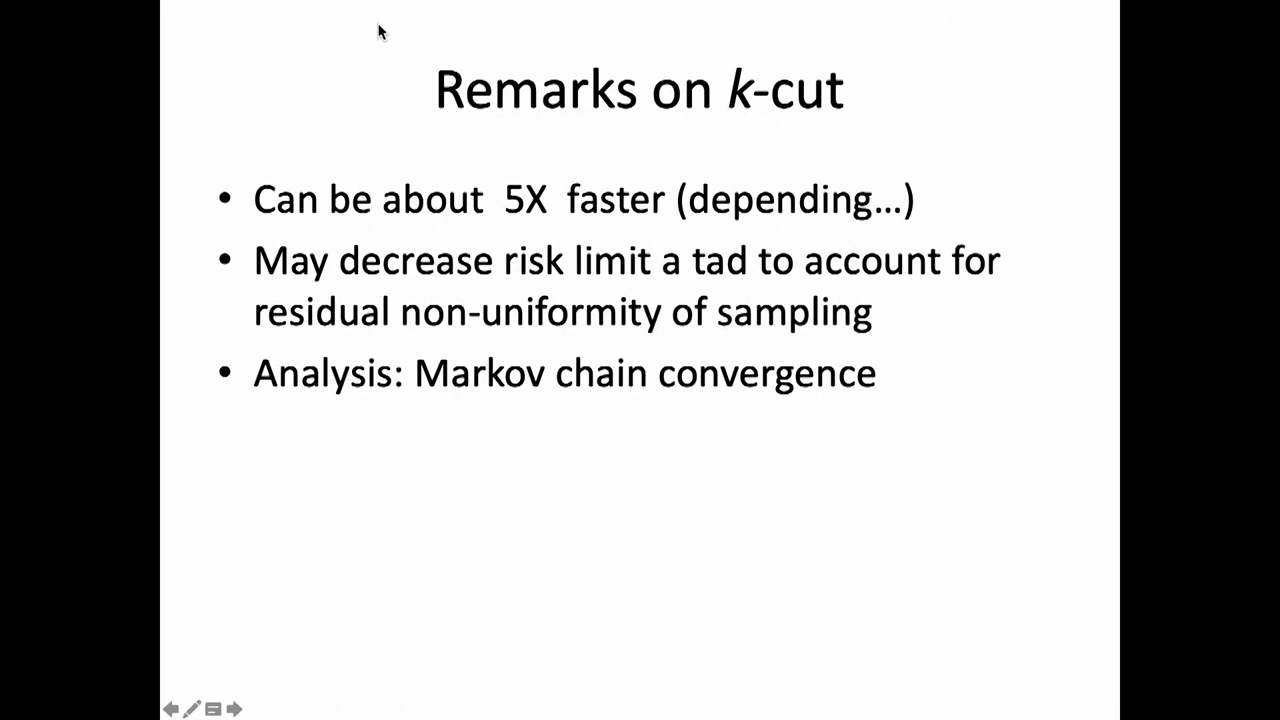 Remarks on k-cut
• Can be about 5X faster (depending...)
• May decrease risk limit a tad to account for
residual non-uniformity of sampling
• Analysis: Markov chain convergence